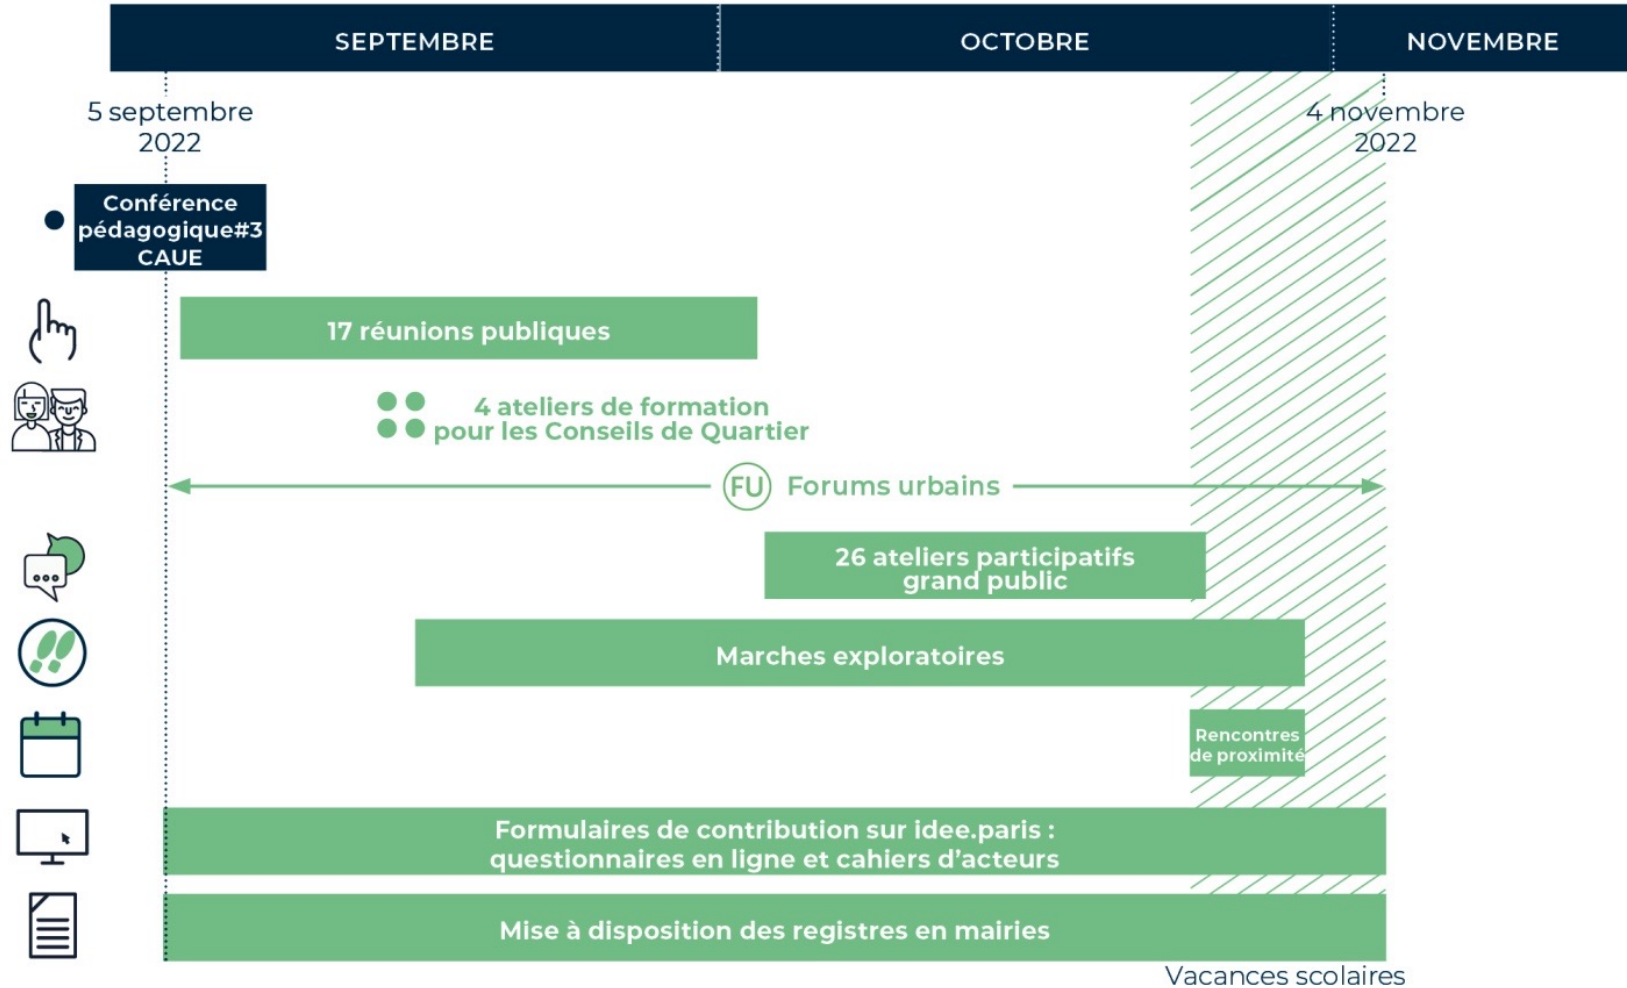 SEPTEMBRE
OCTOBRE
NOVEMBRE
5 septembre
2022
4 novembre
2022
Conférence
pédagogique#3
CAUE
17 réunions publiques
4 ateliers de formation
pour les Conseils de Quartier
FU Forums urbains
26 ateliers participatifs
grand public
Marches exploratoires
Rencontres
de proximité
Formulaires de contribution sur idee.paris :
questionnaires en ligne et cahiers d’acteurs
Mise à disposition des registres en mairies
Vacances scolaires